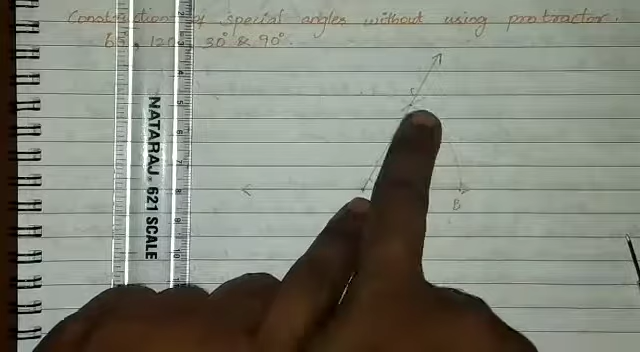 Construction of special angles without using protractor.
60°, 120°, 30° & 90°.
NATARAJ 621 SCALE
B